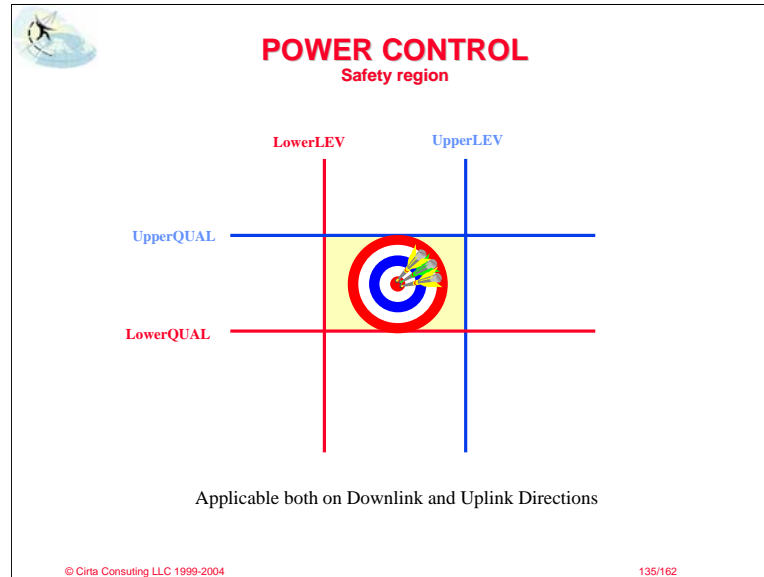 POWER CONTROL
Safety region
LowerLEV
UpperLEV
UpperQUAL
LowerQUAL
Applicable both on Downlink and Uplink Directions
© Cirta Consuting LLC 1999-2004
135/162